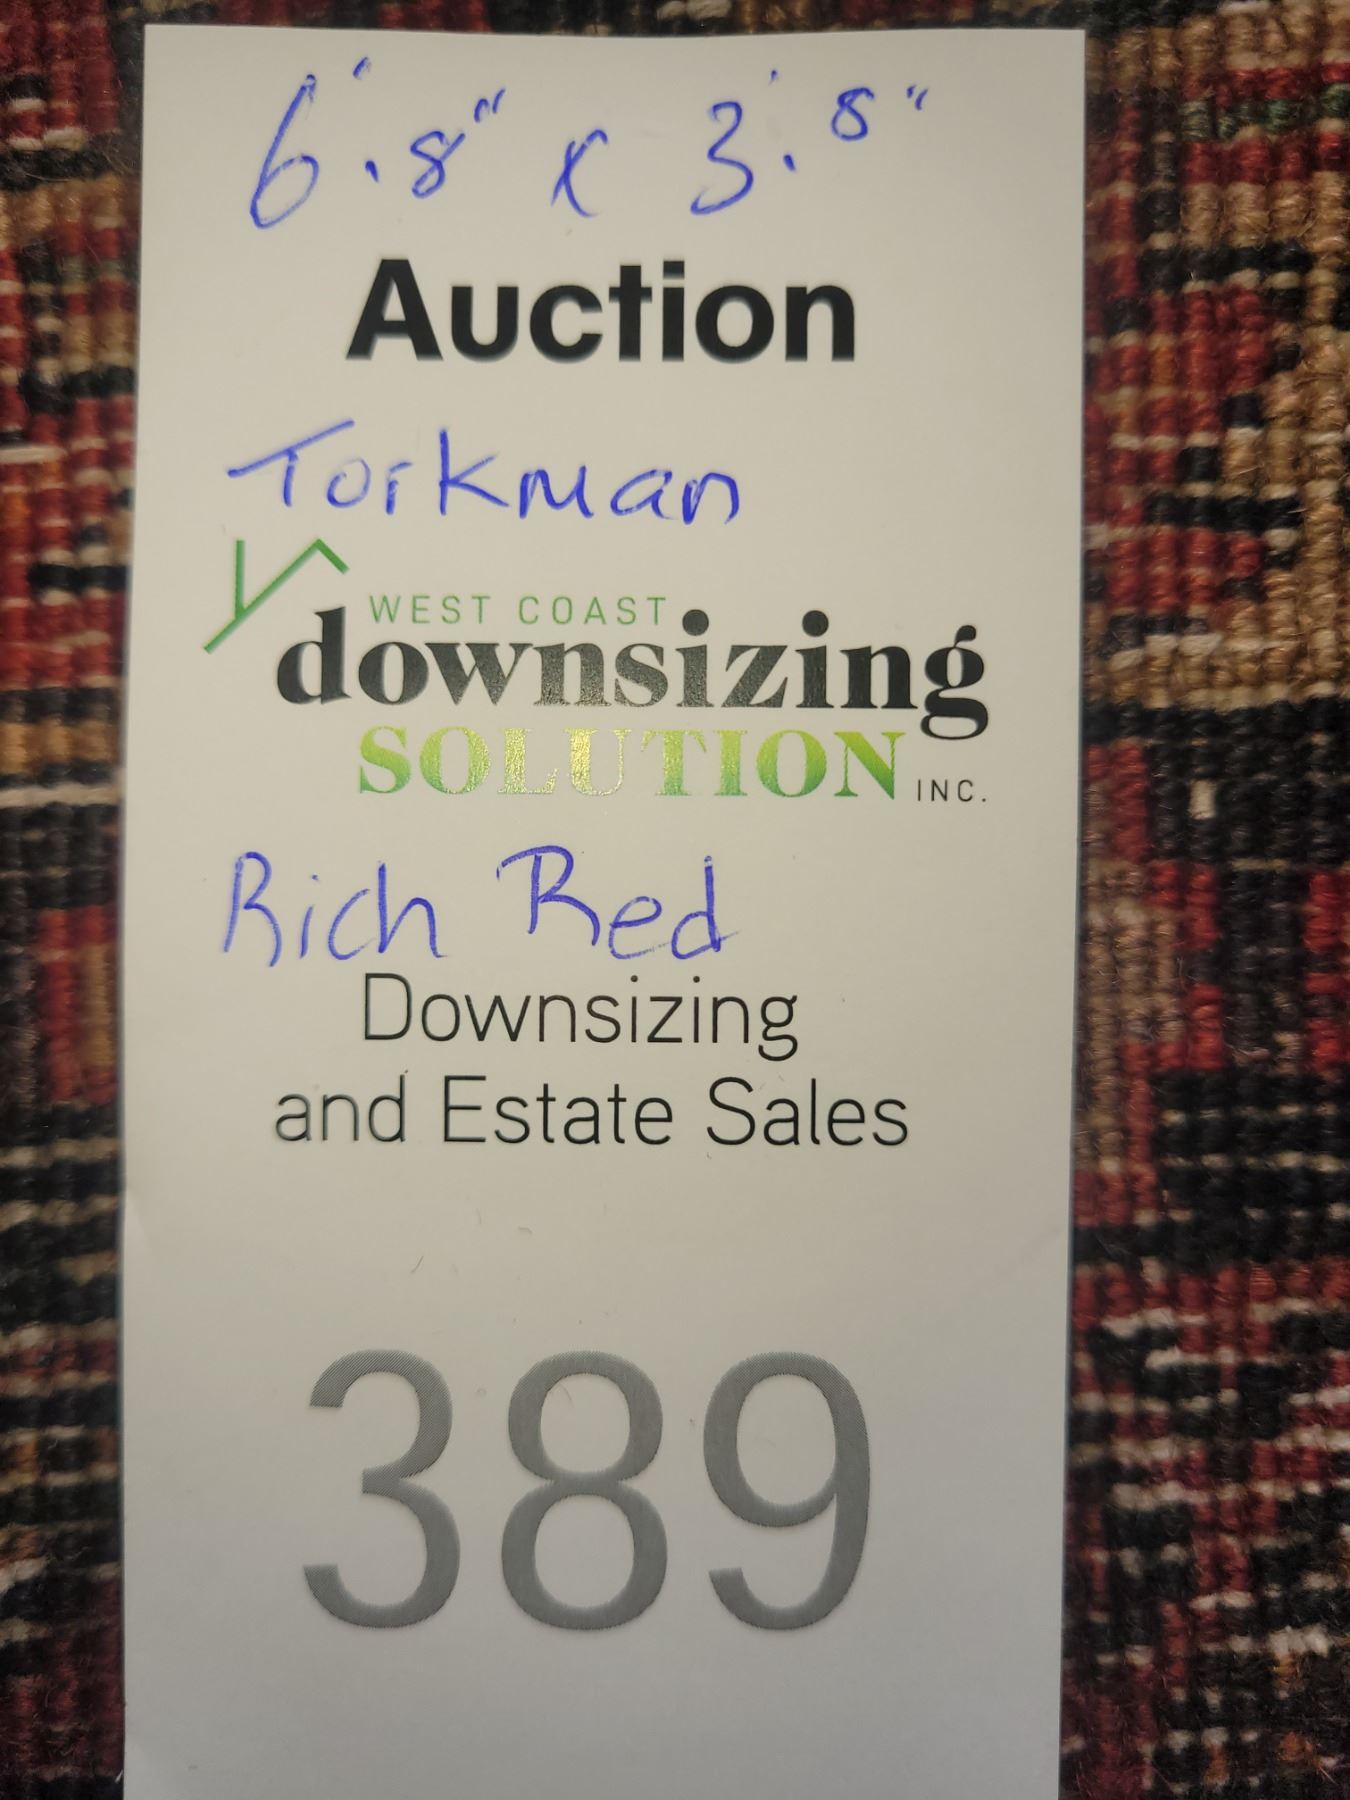 6'.8" x 3'.8"
Auction
Torkman
WEST COAST
downsizing
SOLUTION INC.
Rich Red
Downsizing
and Estate Sales
389